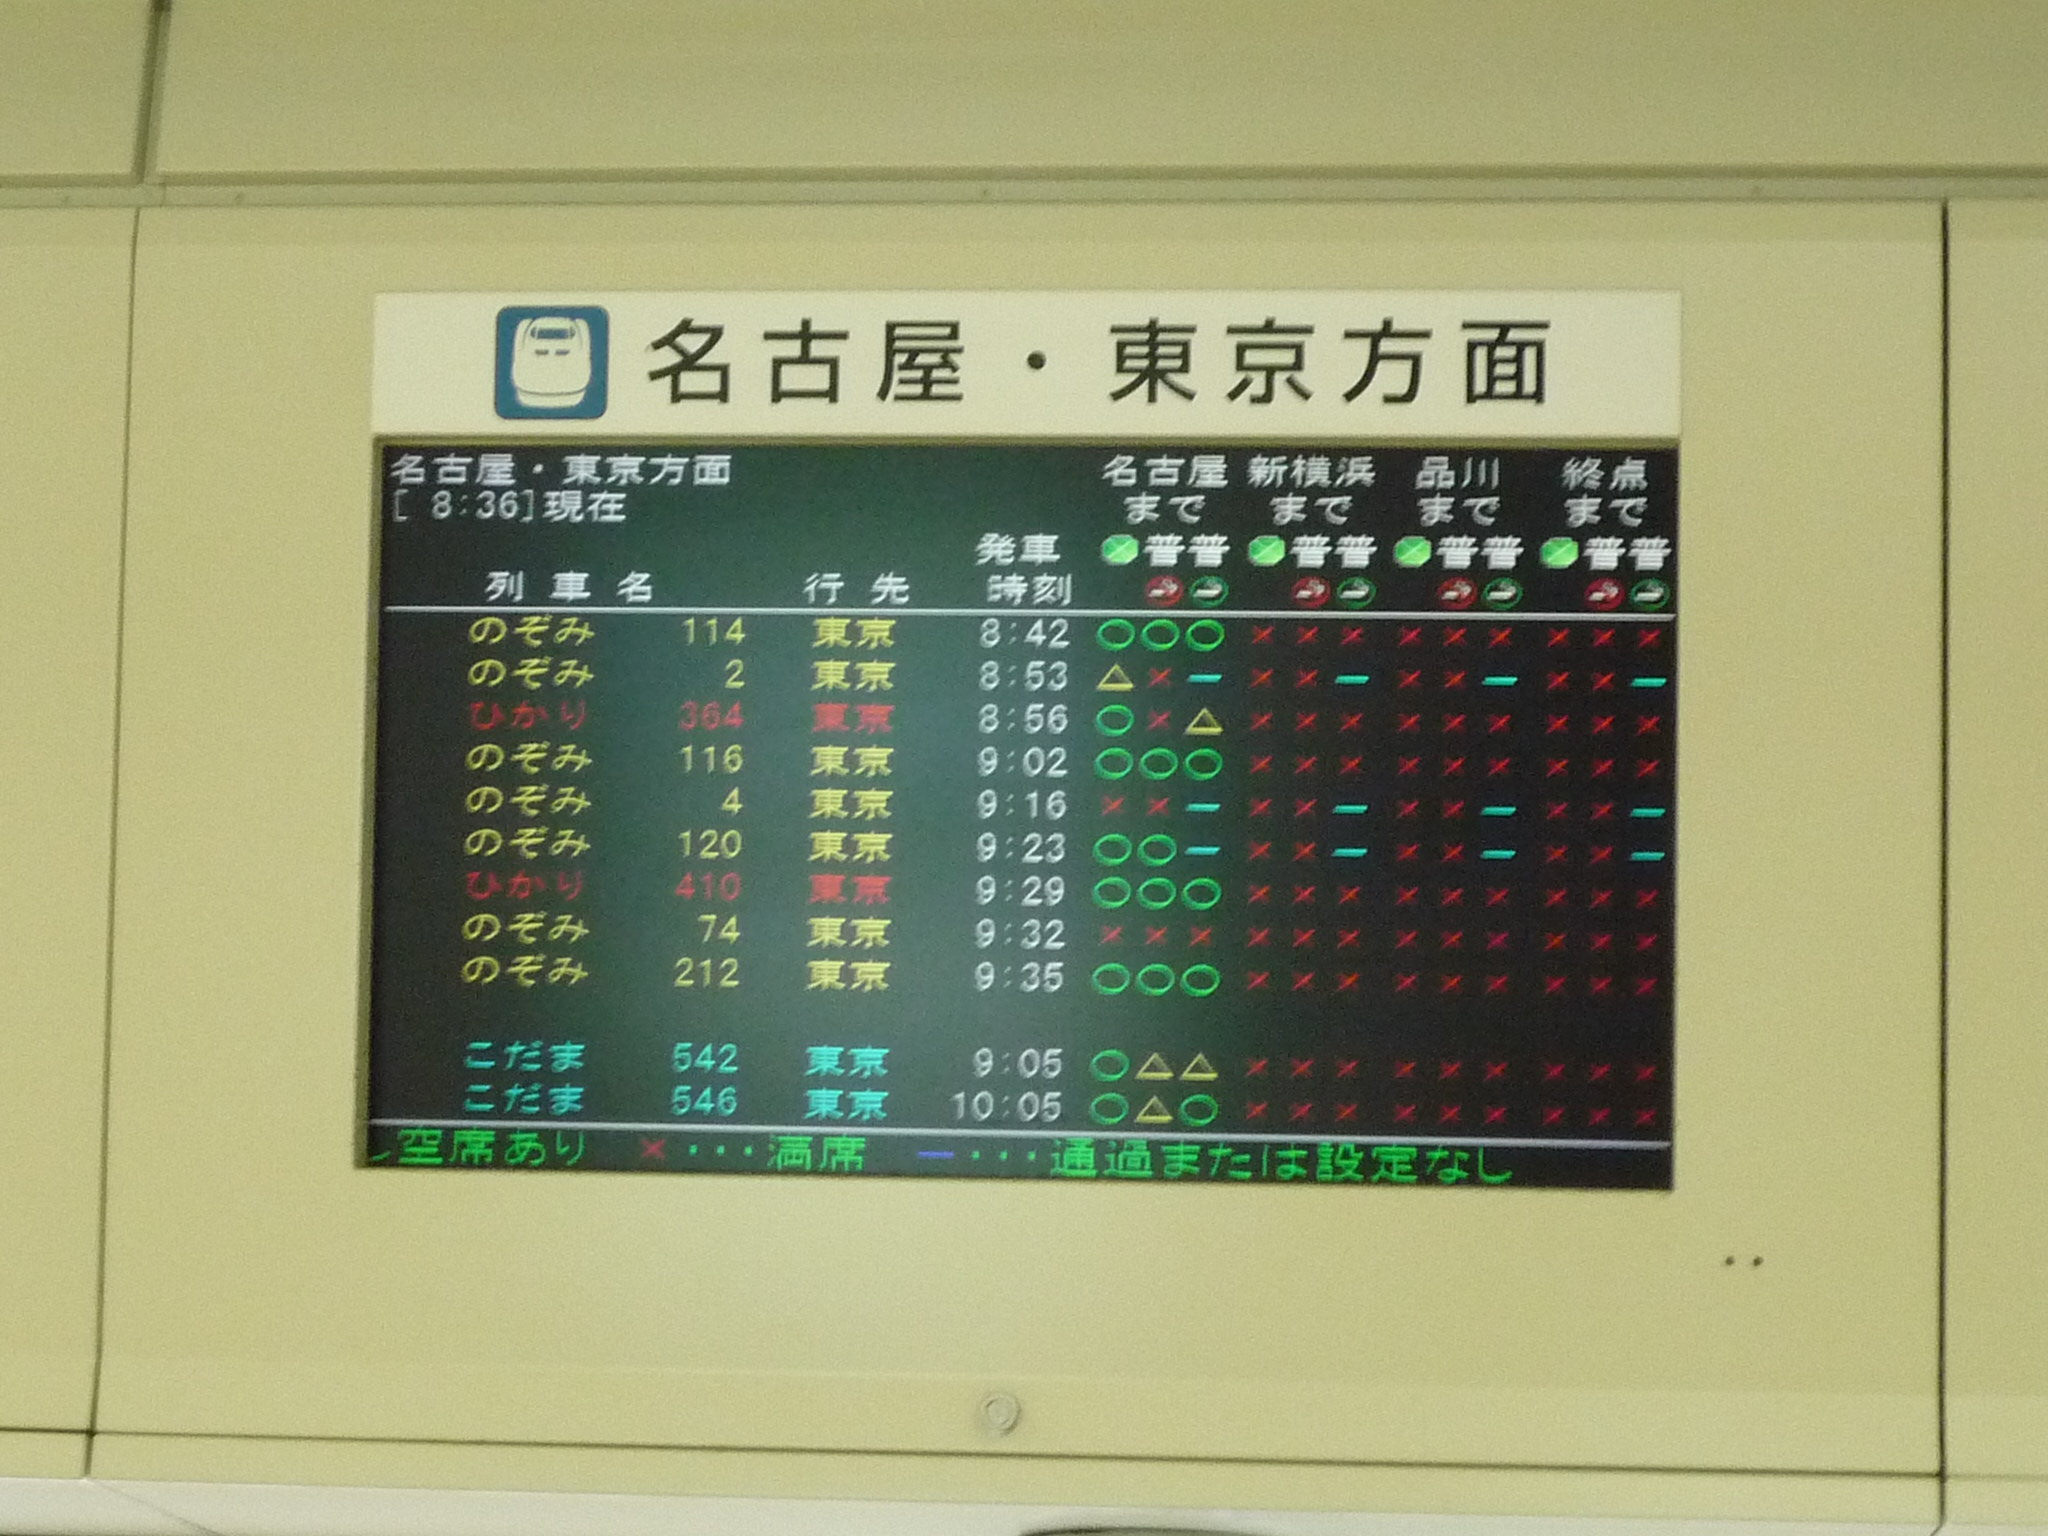 名古屋・東京方面
名古屋・東京方面 名古屋 新横浜 品川 終点
[ 8:36]現在 まで まで まで まで
発車 普普 普普 普普 普普
列車名 行先 時刻
のぞみ 114 東京 8:42 ○○○ ××× ××× ×××
のぞみ 2 東京 8:53 △×− ××− ××− ××−
ひかり 364 東京 8:56 ○×△ ××× ××× ×××
のぞみ 116 東京 9:02 ○○○ ××× ××× ×××
のぞみ 4 東京 9:16 ××− ××− ××− ××−
のぞみ 120 東京 9:23 ○○− ××− ××− ××−
ひかり 410 東京 9:29 ○○○ ××× ××× ×××
のぞみ 74 東京 9:32 ××× ××× ××× ×××
のぞみ 212 東京 9:35 ○○○ ××× ××× ×××
こだま 542 東京 9:05 ○△△ ××× ××× ×××
こだま 546 東京 10:05 ○△○ ××× ××× ×××
し空席あり ×・・・満席 −・・・通過または設定なし